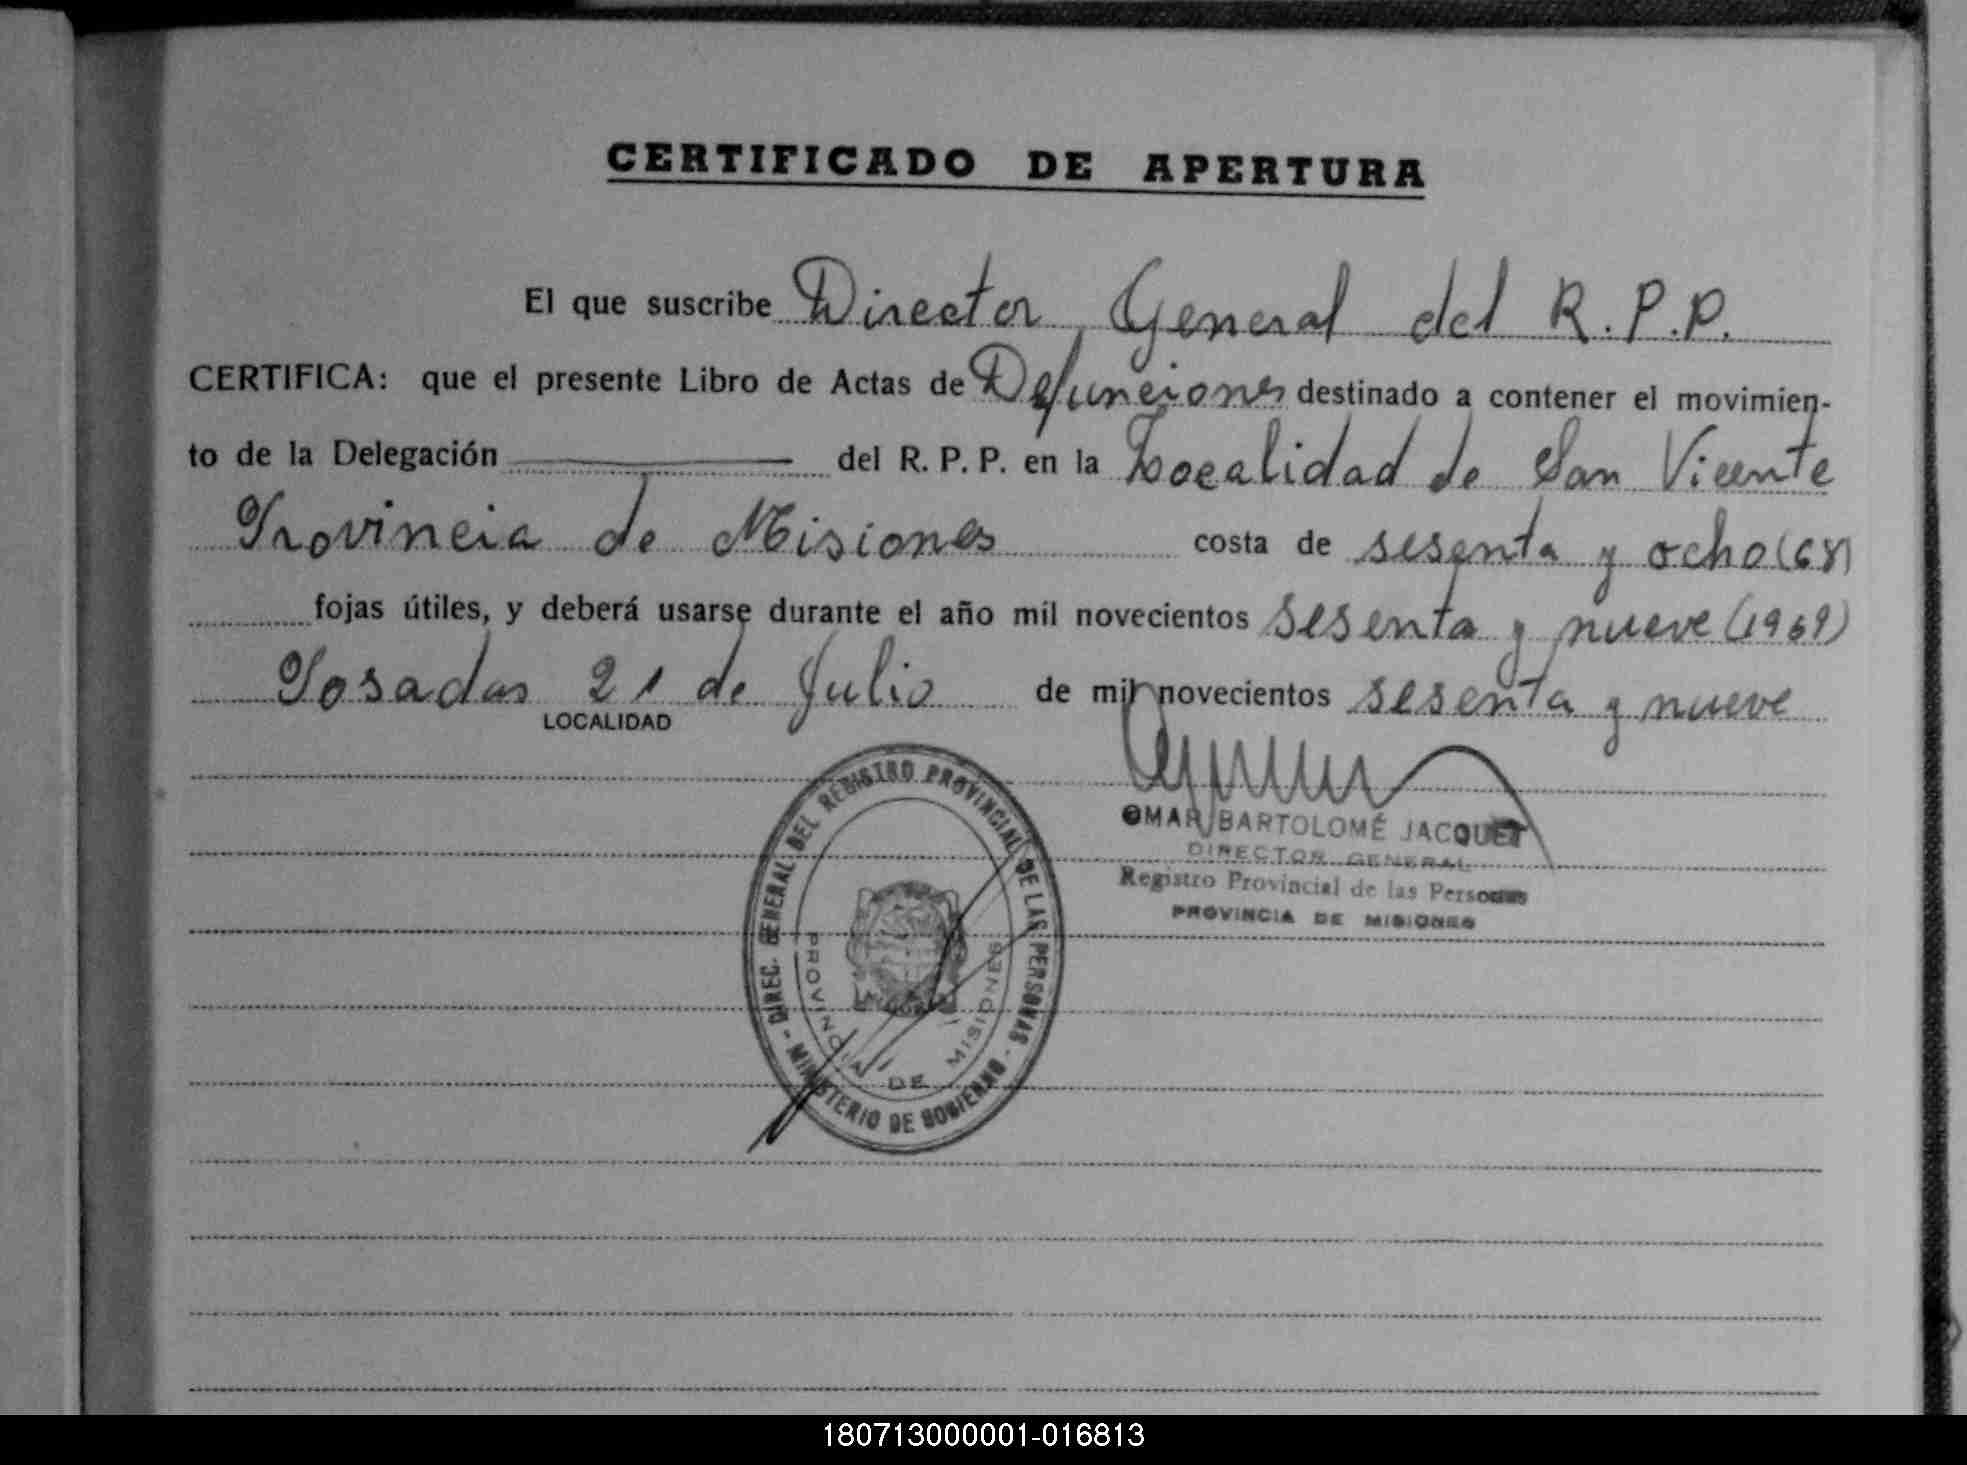 CERTIFICADO DE APERTURA
El que suscribe Director General del R.P.P.
CERTIFICA: que el presente Libro de Actas de Defunciones destinado a contener el movimien-
to de la Delegación del R. P. P. en la Localidad de San Vicente
Provincia de Misiones costa de sesenta y ocho (68)
fojas útiles, y deberá usarse durante el año mil novecientos sesenta y nueve (1969)
Posadas 21 de Julio de mil novecientos sesenta y nueve
LOCALIDAD
OMAR BARTOLOMÉ JACQUET
DIRECTOR GENERAL
Registro Provincial de las Personas
PROVINCIA DE MISIONES
DIREC. GENERAL DEL REGISTRO PROVINCIAL DE LAS PERSONAS - MINISTERIO DE GOBIERNO -
PROVINCIA DE MISIONES
180713000001-016813